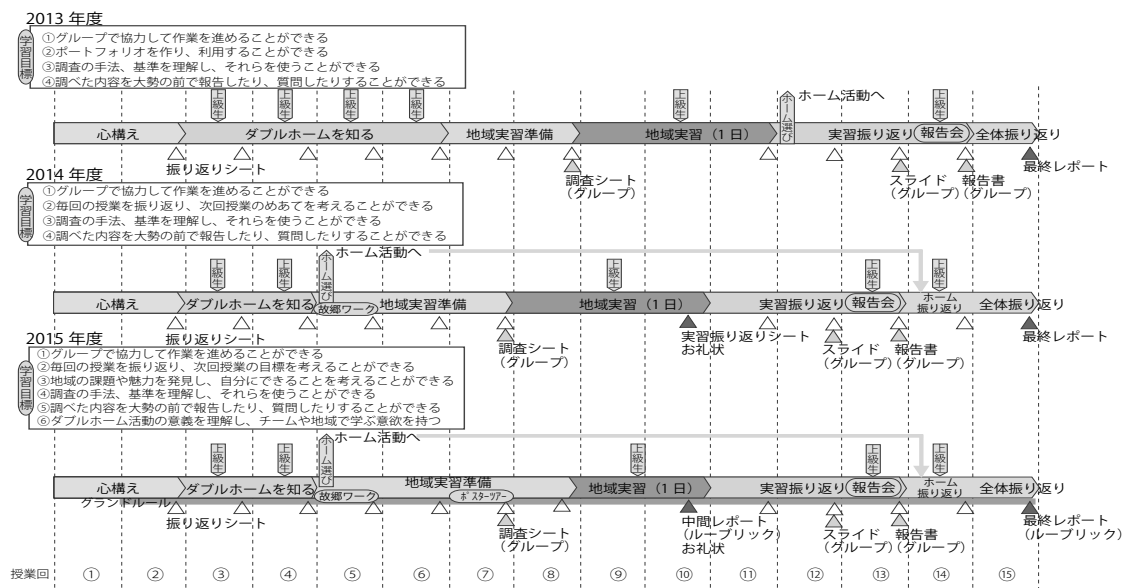 2013 年度
学習目標
①グループで協力して作業を進めることができる
②ポートフォリオを作り、利用することができる
③調査の手法、基準を理解し、それらを使うことができる
④調べた内容を大勢の前で報告したり、質問したりすることができる
上級生
上級生
上級生
上級生
上級生
ホーム選び
ホーム活動へ
上級生
心構え
ダブルホームを知る
地域実習準備
地域実習（1 日）
実習振り返り
報告会
全体振り返り
振り返りシート
調査シート
（グループ）
スライド
（グループ）
報告書
（グループ）
最終レポート
2014 年度
学習目標
①グループで協力して作業を進めることができる
②毎回の授業を振り返り、次回授業のめあてを考えることができる
③調査の手法、基準を理解し、それらを使うことができる
④調べた内容を大勢の前で報告したり、質問したりすることができる
上級生
上級生
ホーム選び
ホーム活動へ
上級生
上級生
上級生
心構え
ダブルホームを知る
故郷ワーク
地域実習準備
地域実習（1日）
実習振り返り
報告会
ホーム
振り返り
全体振り返り
振り返りシート
調査シート
（グループ）
実習振り返りシート
お礼状
スライド
（グループ）
報告書
（グループ）
最終レポート
2015 年度
学習目標
①グループで協力して作業を進めることができる
②毎回の授業を振り返り、次回授業の目標を考えることができる
③地域の課題や魅力を発見し、自分にできることを考えることができる
④調査の手法、基準を理解し、それらを使うことができる
⑤調べた内容を大勢の前で報告したり、質問したりすることができる
⑥ダブルホーム活動の意義を理解し、チームや地域で学ぶ意欲を持つ
上級生
上級生
ホーム選び
ホーム活動へ
上級生
上級生
上級生
心構え
ダブルホームを知る
故郷ワーク
地域実習準備
ポスターツアー
地域実習（1日）
実習振り返り
報告会
ホーム
振り返り
全体振り返り
グランドルール
振り返りシート
調査シート
（グループ）
中間レポート
（ルーブリック）
お礼状
スライド
（グループ）
報告書
（グループ）
最終レポート
（ルーブリック）
授業回 ① ② ③ ④ ⑤ ⑥ ⑦ ⑧ ⑨ ⑩ ⑪ ⑫ ⑬ ⑭ ⑮